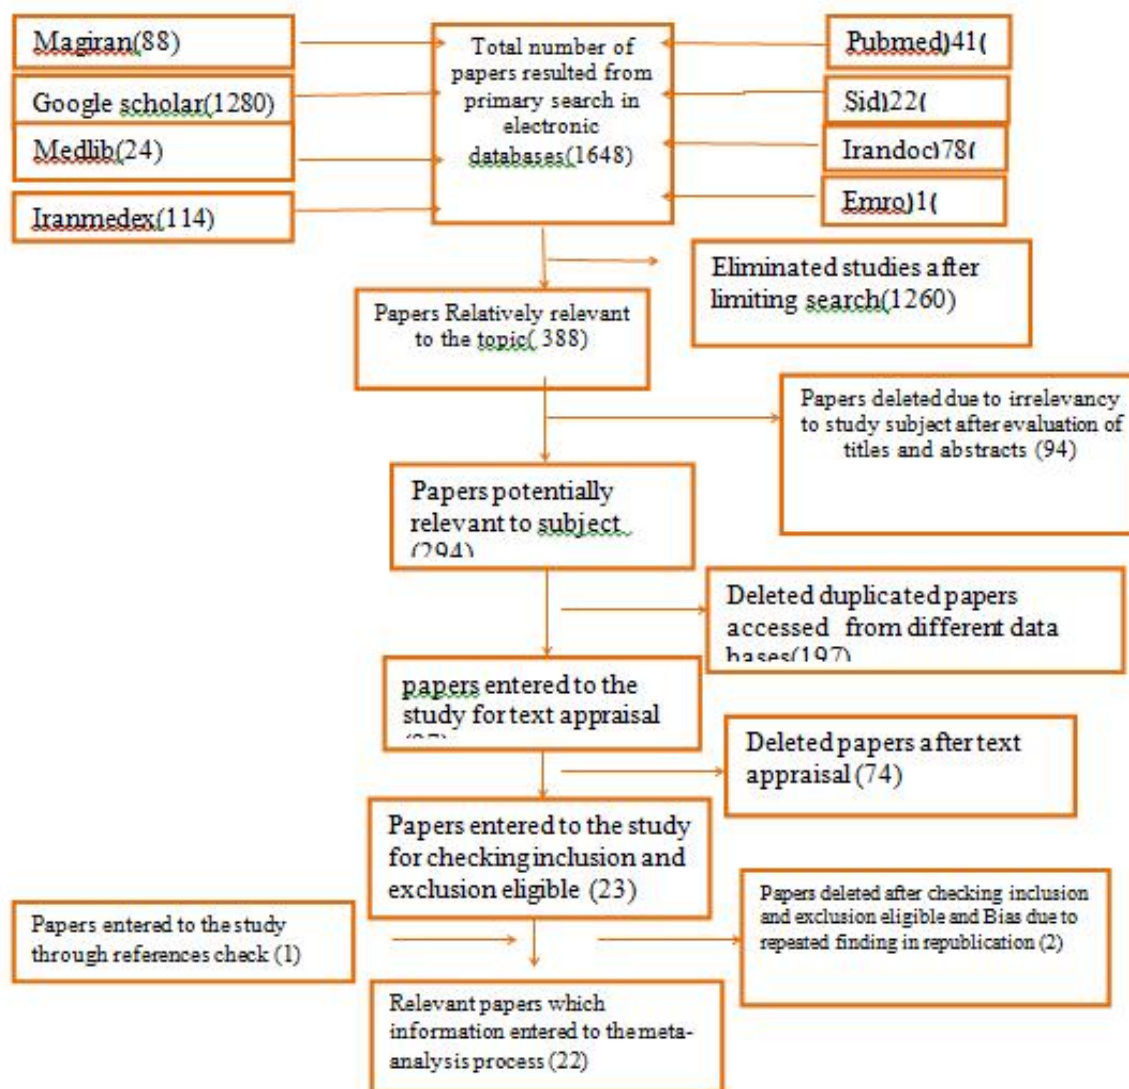 Magiran(88)
Google scholar(1280)
Medlib(24)
Iranmedex(114)
Total number of
papers resulted from
primary search in
electronic
databases(1648)
Pubmed)41(
Sid)22(
Irandoc)78(
Emro)1(
Eliminated studies after
limiting search(1260)
Papers Relatively relevant
to the topic( 388)
Papers deleted due to irrelevancy
to study subject after evaluation of
titles and abstracts (94)
Papers potentially
relevant to subject
(294)
Deleted duplicated papers
accessed from different data
bases(197)
papers entered to the
study for text appraisal
Deleted papers after text
appraisal (74)
Papers entered to the study
for checking inclusion and
exclusion eligible (23)
Papers entered to the study
through references check (1)
Papers deleted after checking inclusion
and exclusion eligible and Bias due to
repeated finding in republication (2)
Relevant papers which
information entered to the meta-
analysis process (22)